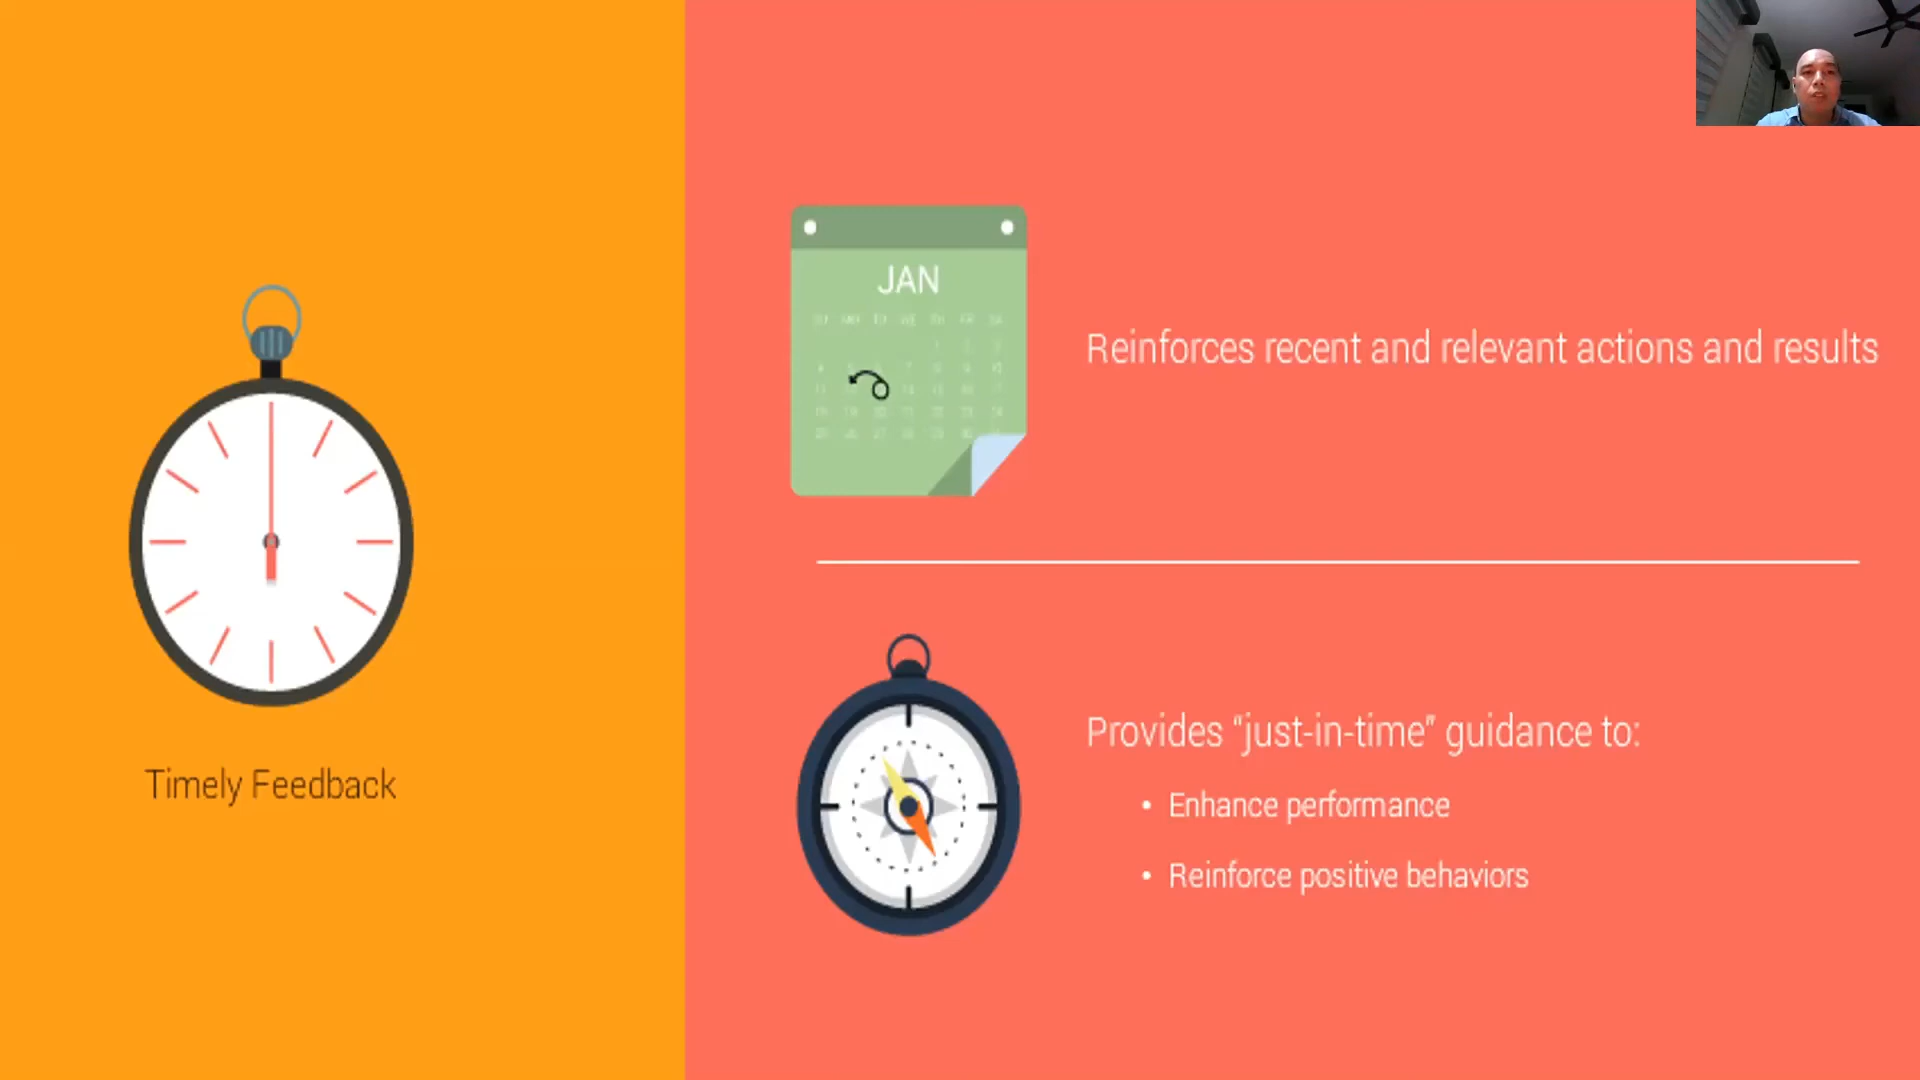 JAN
Reinforces recent and relevant actions and results
Timely Feedback
Provides “just-in-time” guidance to:
• Enhance performance
• Reinforce positive behaviors